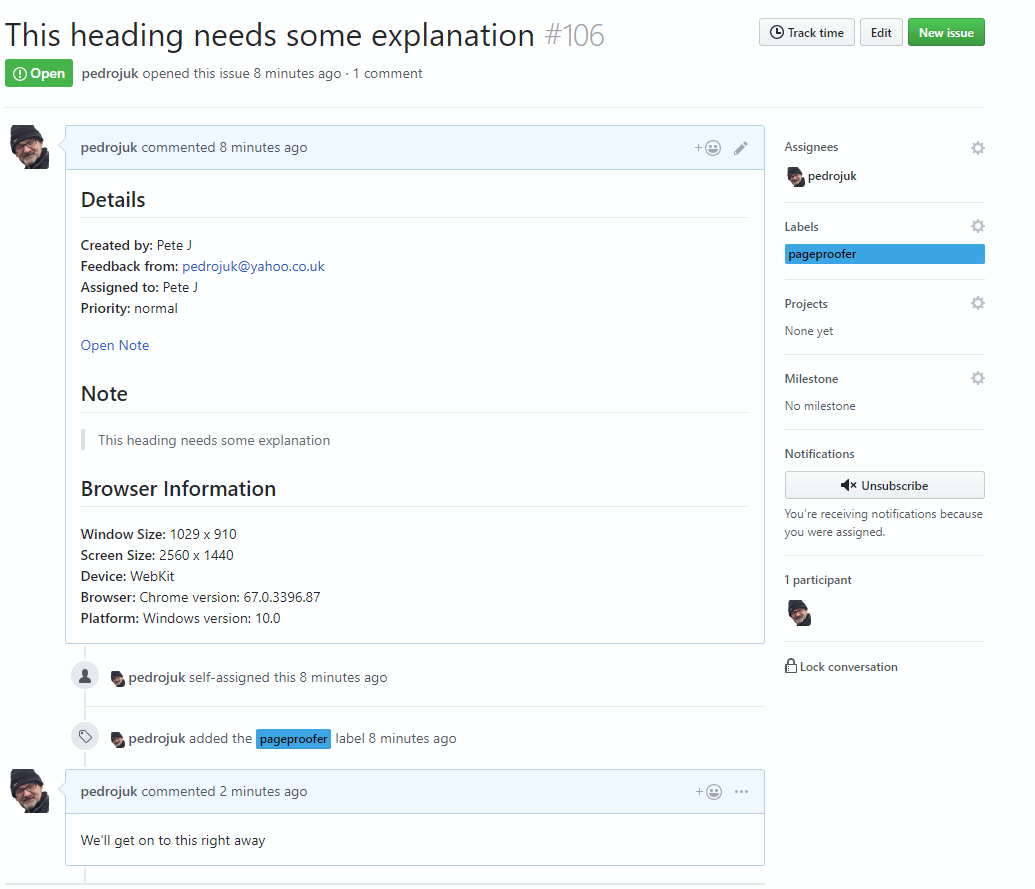 This heading needs some explanation #106
Track time
Edit
New issue
Open
pedrojuk opened this issue 8 minutes ago · 1 comment
pedrojuk commented 8 minutes ago
Details
Created by: Pete J
Feedback from: pedrojuk@yahoo.co.uk
Assigned to: Pete J
Priority: normal
Open Note
Note
This heading needs some explanation
Browser Information
Window Size: 1029 x 910
Screen Size: 2560 x 1440
Device: WebKit
Browser: Chrome version: 67.0.3396.87
Platform: Windows version: 10.0
pedrojuk self-assigned this 8 minutes ago
pedrojuk added the pageproofer label 8 minutes ago
pedrojuk commented 2 minutes ago
We'll get on to this right away
Assignees
pedrojuk
Labels
pageproofer
Projects
None yet
Milestone
No milestone
Notifications
Unsubscribe
You're receiving notifications because
you were assigned.
1 participant
Lock conversation